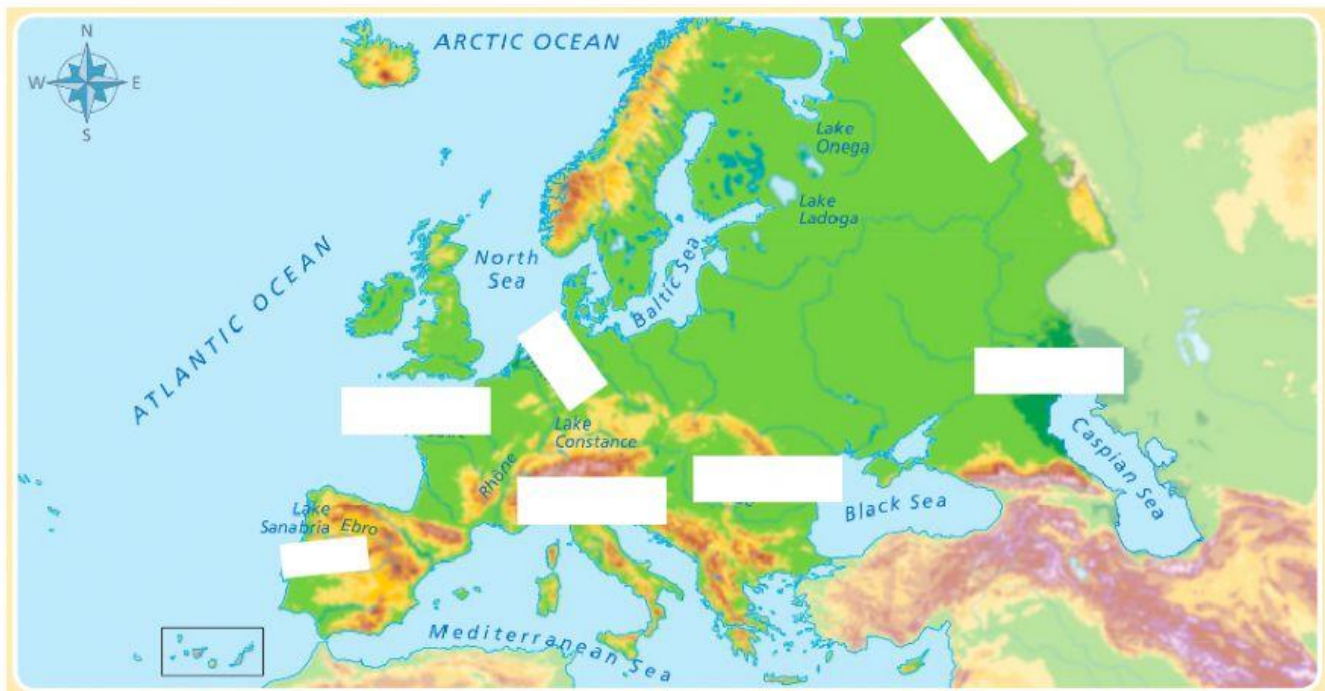 N
ARCTIC OCEAN
W
E
S
Lake
Onega
Lake
Ladoga
North
Sea
Baltic Sea
ATLANTIC OCEAN
Lake
Constance
Rhône
Caspian Sea
Black Sea
Lake
Sanabria
Ebro
Mediterranean Sea